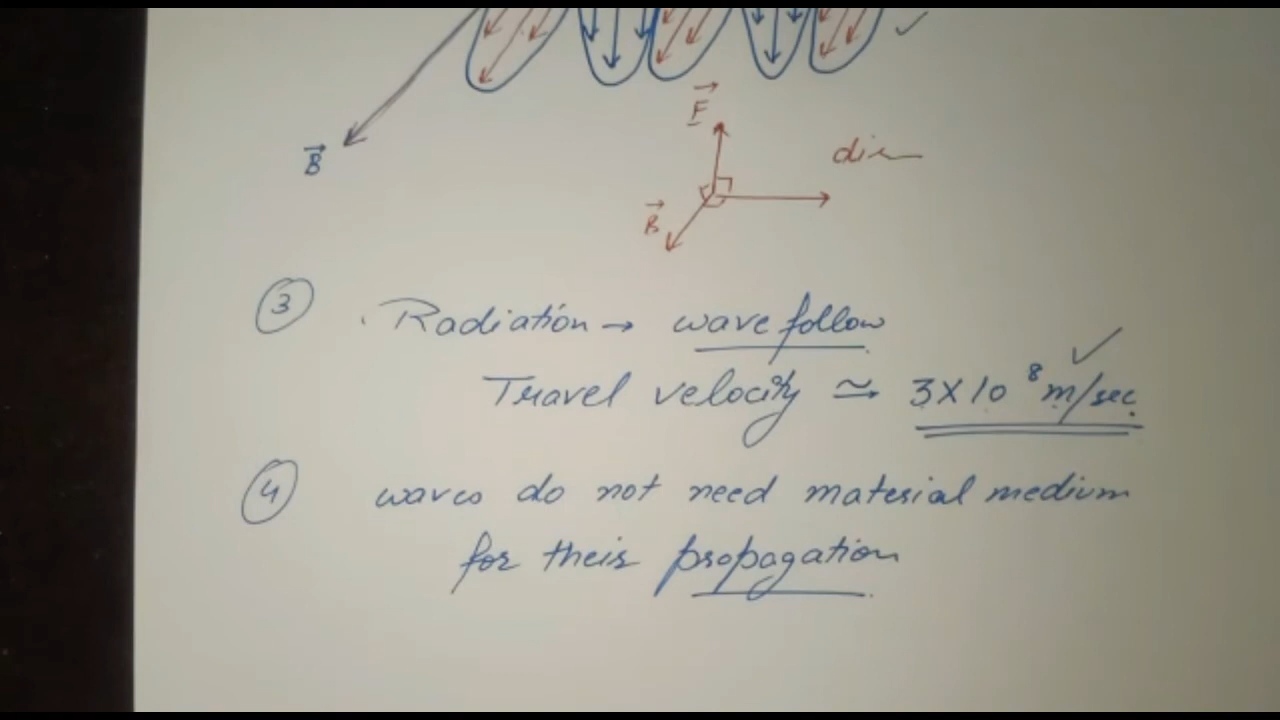 E
dir
B
B
3 Radiation → wave follow
Travel velocity ≃ 3×10⁸ m/sec.
4 waves do not need material medium
for their propagation